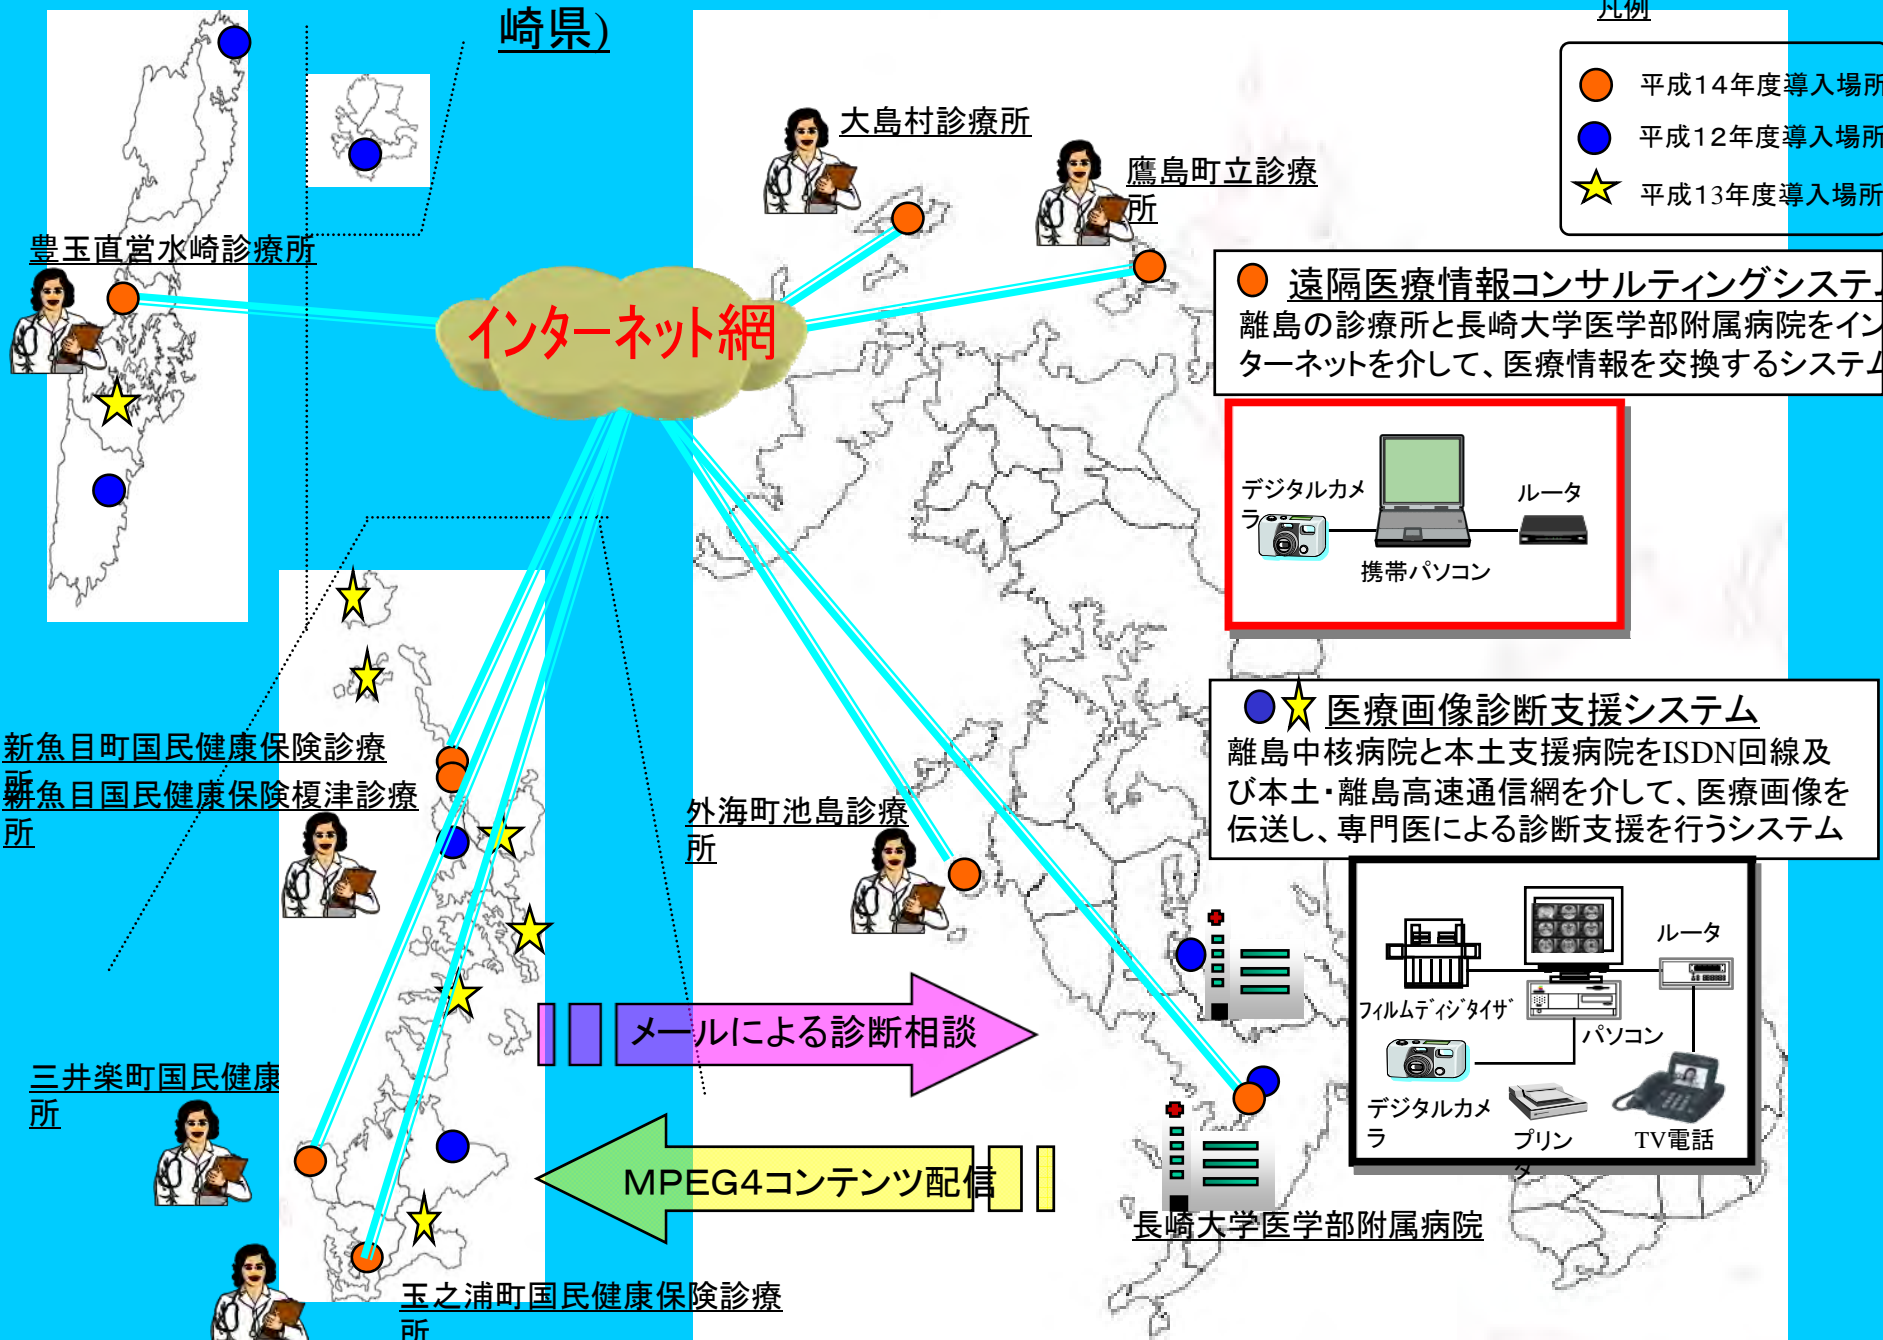 崎県)
凡例
平成14年度導入場所
平成12年度導入場所
平成13年度導入場所
大島村診療所
鷹島町立診療
所
豊玉直営水崎診療所
インターネット網
遠隔医療情報コンサルティングシステム
離島の診療所と長崎大学医学部附属病院をイン
ターネットを介して、医療情報を交換するシステム
デジタルカメ
ラ
ルータ
携帯パソコン
医療画像診断支援システム
離島中核病院と本土支援病院をISDN回線及
び本土・離島高速通信網を介して、医療画像を
伝送し、専門医による診断支援を行うシステム
新魚目町国民健康保険診療
所
新魚目国民健康保険榎津診療
所
外海町池島診療
所
ルータ
フィルムディジタイザ
パソコン
デジタルカメ
ラ
プリン
タ
TV電話
メールによる診断相談
三井楽町国民健康
所
MPEG4コンテンツ配信
長崎大学医学部附属病院
玉之浦町国民健康保険診療
所